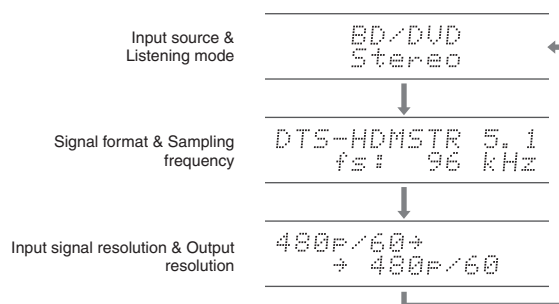 Input source &
Listening mode
BD/DVD
Stereo
Signal format & Sampling
frequency
DTS-HDMSTR 5.1
fs: 96 kHz
Input signal resolution & Output
resolution
480p/60→
→ 480p/60